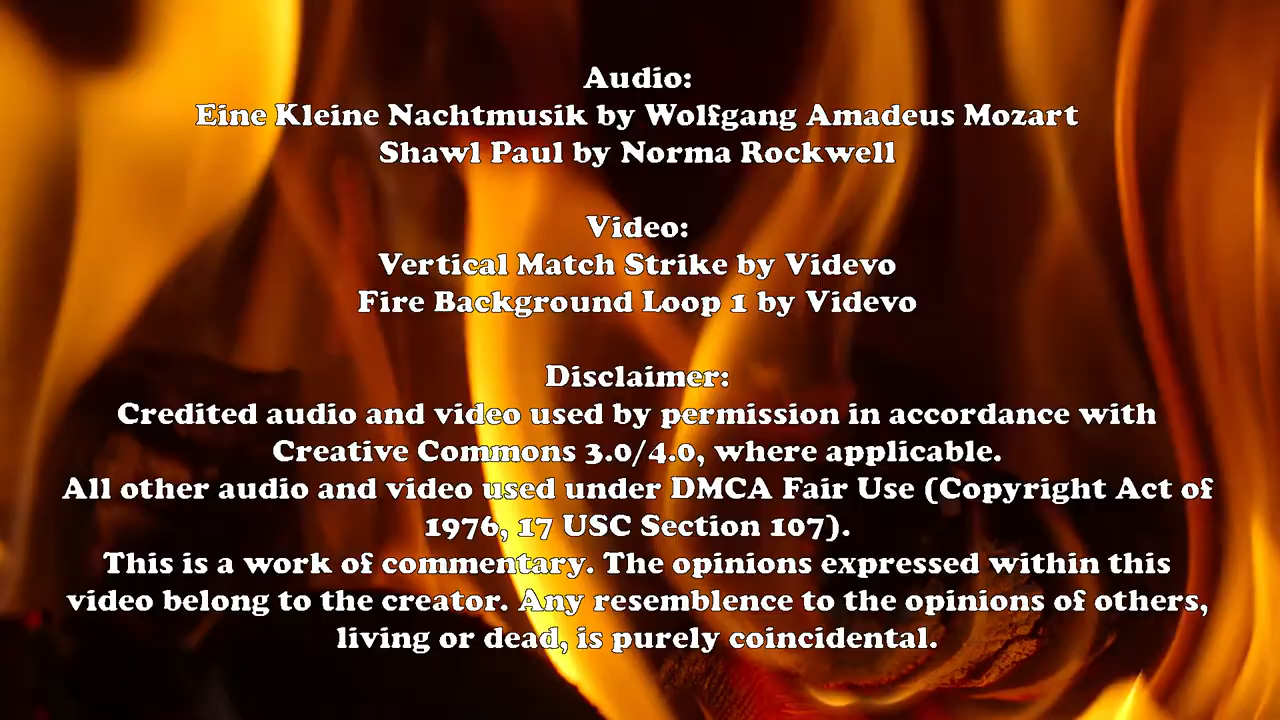 Audio:
Eine Kleine Nachtmusik by Wolfgang Amadeus Mozart
Shawl Paul by Norma Rockwell
Video:
Vertical Match Strike by Videvo
Fire Background Loop 1 by Videvo
Disclaimer:
Credited audio and video used by permission in accordance with
Creative Commons 3.0/4.0, where applicable.
All other audio and video used under DMCA Fair Use (Copyright Act of
1976, 17 USC Section 107).
This is a work of commentary. The opinions expressed within this
video belong to the creator. Any resemblence to the opinions of others,
living or dead, is purely coincidental.